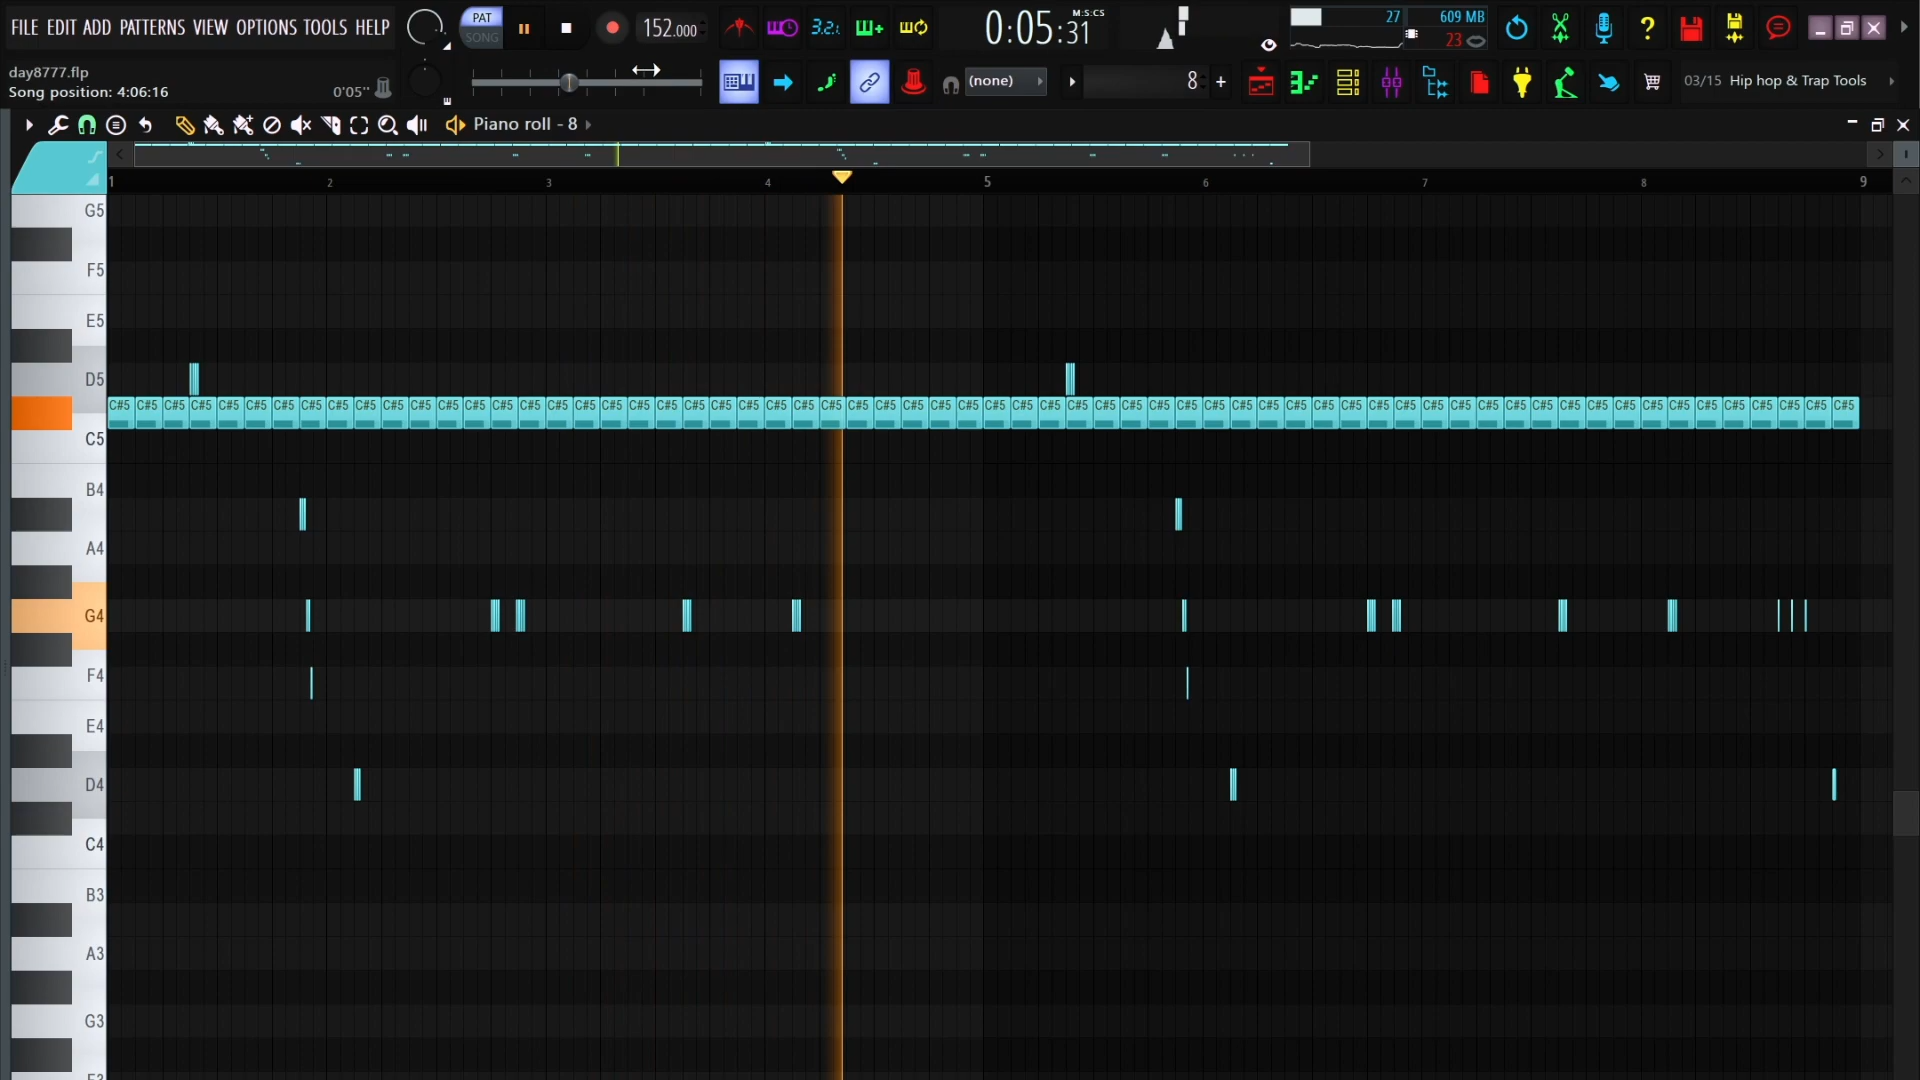 FILE EDIT ADD PATTERNS VIEW OPTIONS TOOLS HELP
PAT
SONG
152.000
3.2.
0:05:31
M:S:CS
27
609 MB
23
day8777.flp
Song position: 4:06:16
0'05"
(none)
8
03/15 Hip hop & Trap Tools
Piano roll - 8
1 2 3 4 5 6 7 8 9
G5
F5
E5
D5
C#5 C#5 C#5 C#5 C#5 C#5 C#5 C#5 C#5 C#5 C#5 C#5 C#5 C#5 C#5 C#5 C#5 C#5 C#5 C#5 C#5 C#5 C#5 C#5 C#5 C#5 C#5 C#5 C#5 C#5 C#5 C#5 C#5 C#5 C#5 C#5 C#5 C#5 C#5 C#5 C#5 C#5 C#5 C#5 C#5 C#5 C#5 C#5 C#5 C#5 C#5 C#5 C#5 C#5 C#5 C#5 C#5 C#5 C#5 C#5 C#5 C#5 C#5 C#5
C5
B4
A4
G4
F4
E4
D4
C4
B3
A3
G3
F3